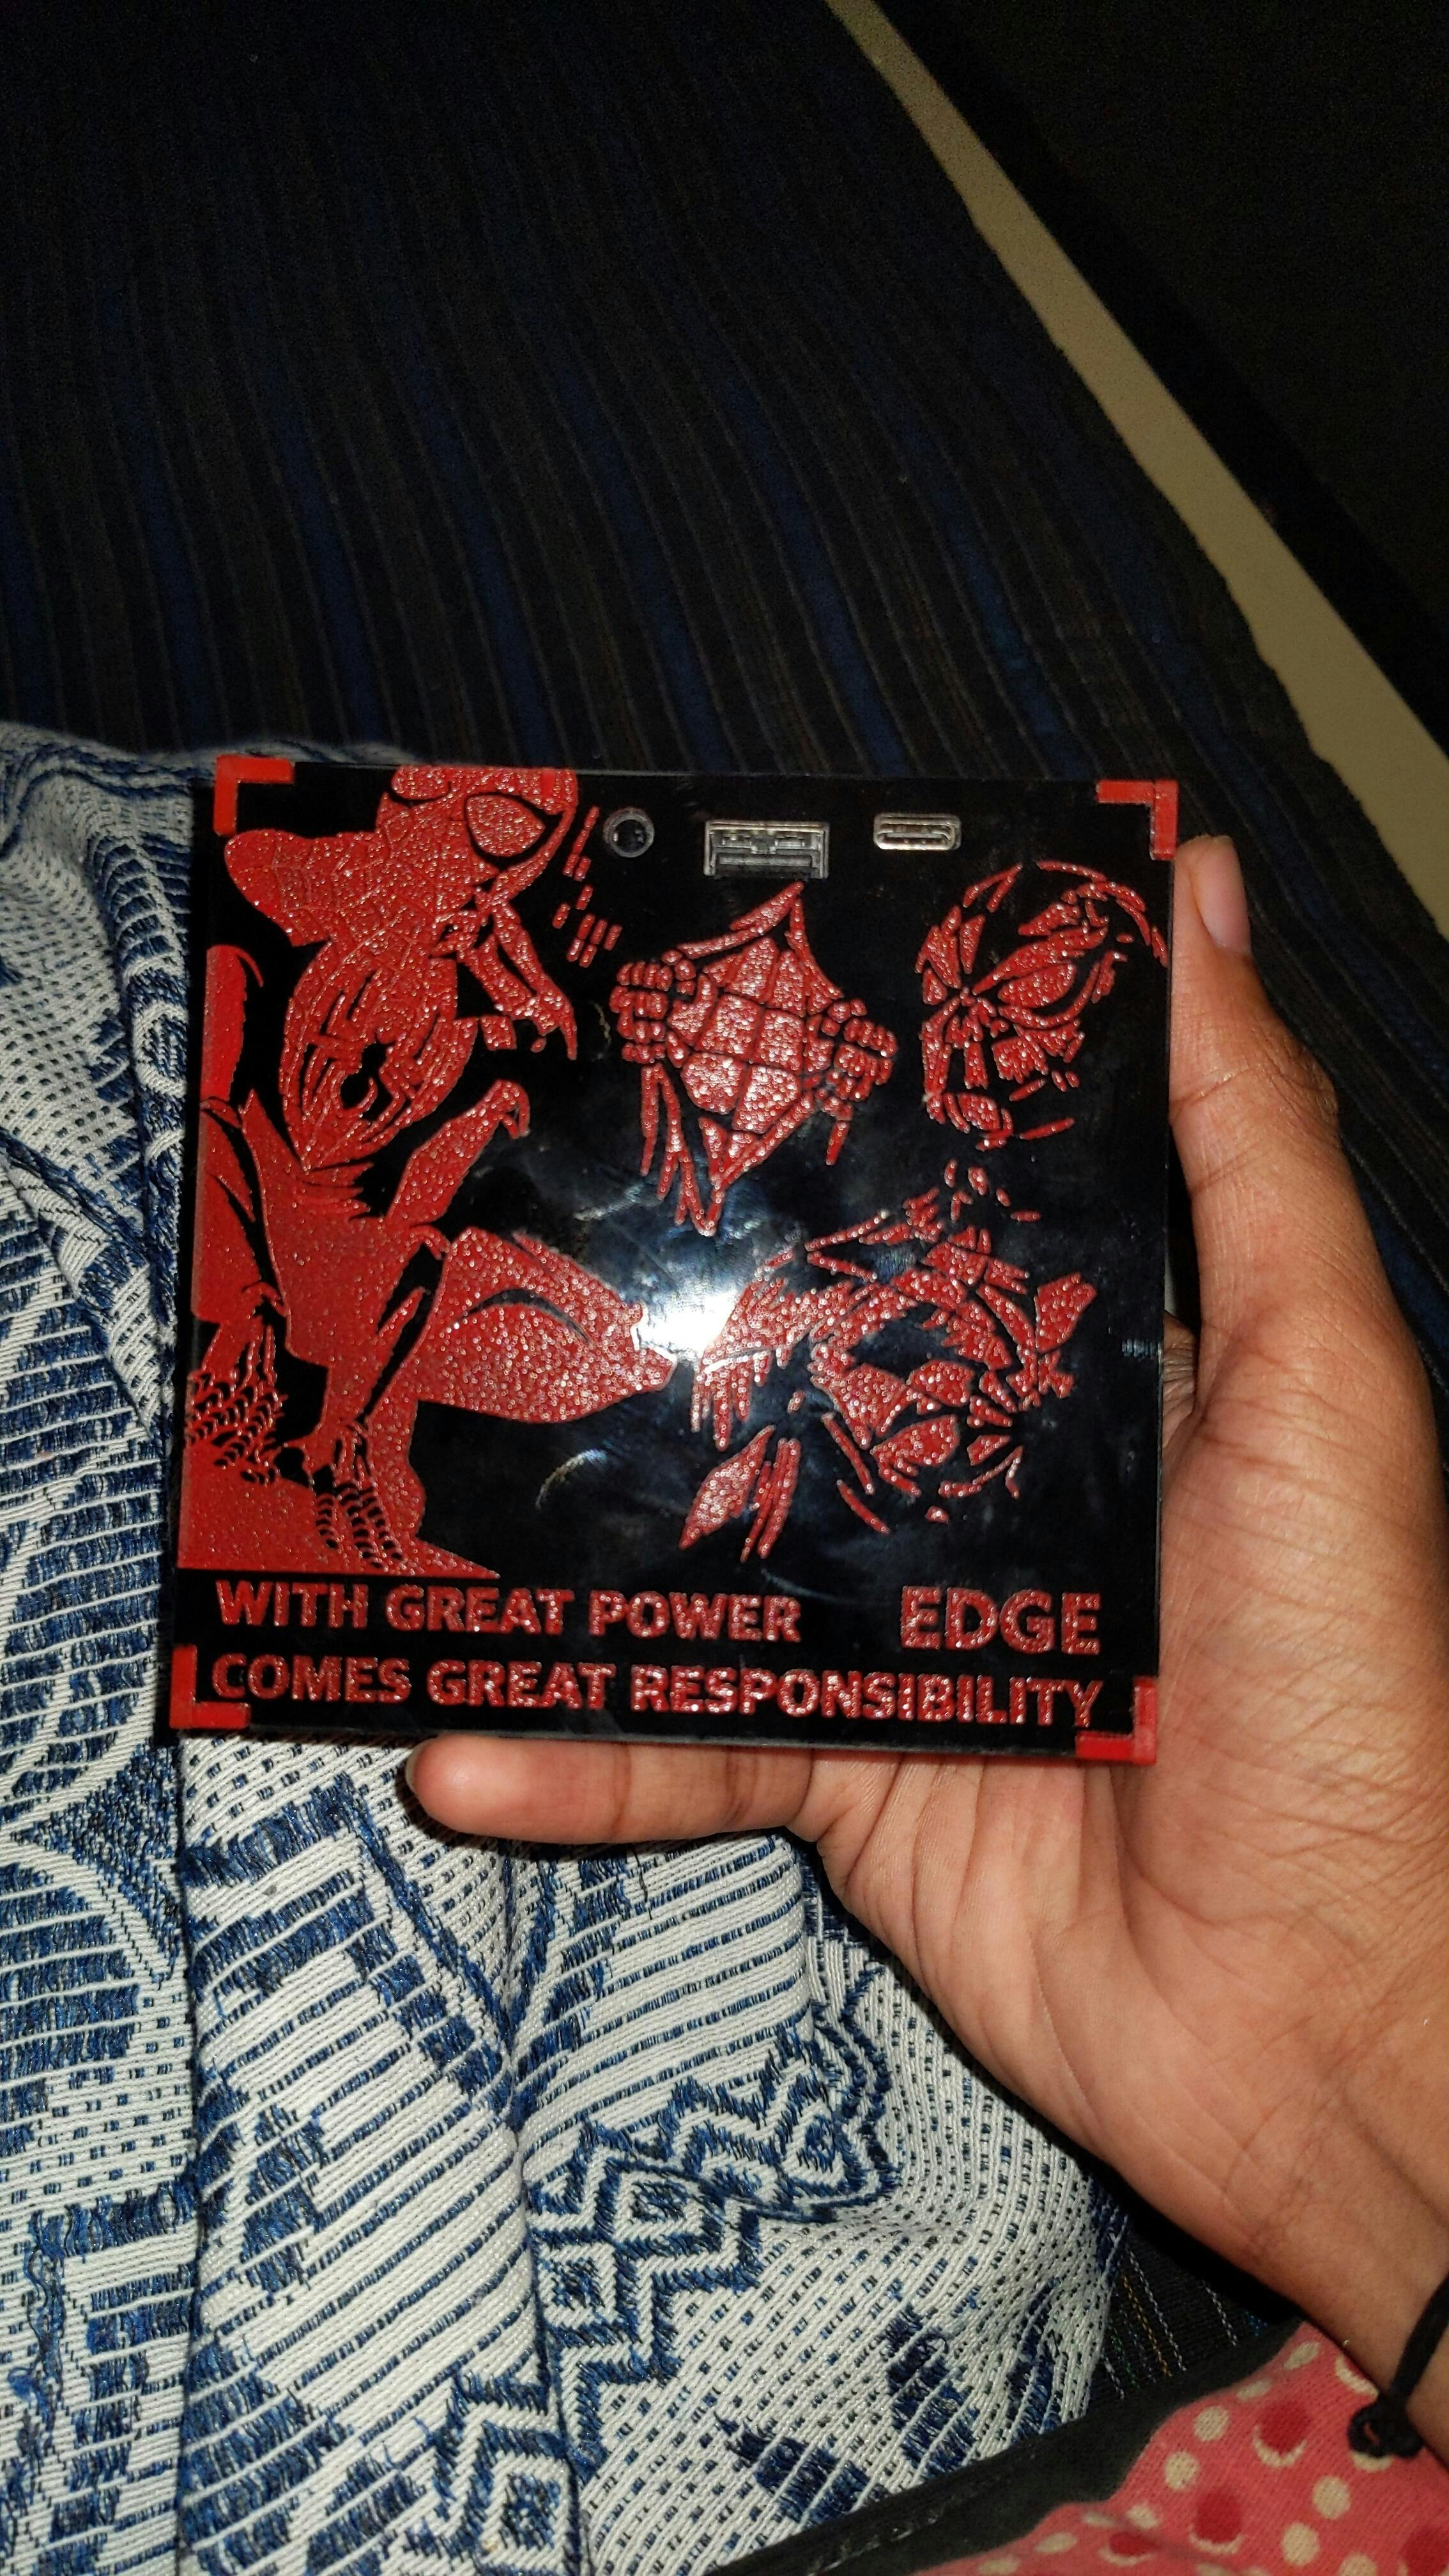 WITH GREAT POWER
COMES GREAT RESPONSIBILITY
EDGE